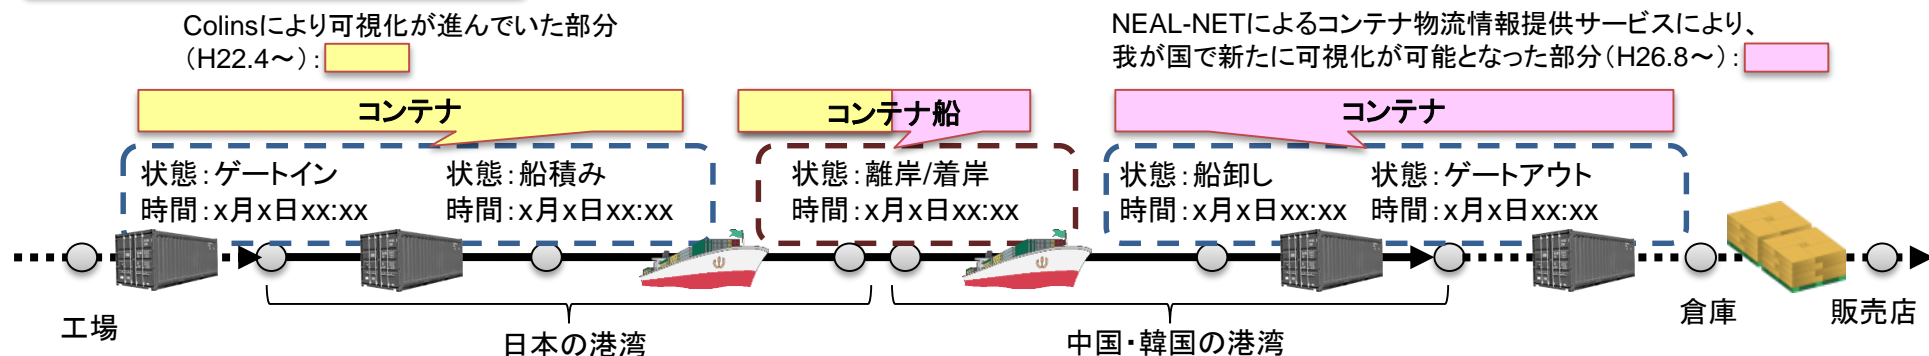 Colinsにより可視化が進んでいた部分
（H22.4～）：
NEAL-NETによるコンテナ物流情報提供サービスにより、
我が国で新たに可視化が可能となった部分（H26.8～）：
コンテナ
コンテナ船
コンテナ
状態：ゲートイン
時間：x月x日xx:xx
状態：船積み
時間：x月x日xx:xx
状態：離岸/着岸
時間：x月x日xx:xx
状態：船卸し
時間：x月x日xx:xx
状態：ゲートアウト
時間：x月x日xx:xx
工場
日本の港湾
中国・韓国の港湾
倉庫
販売店